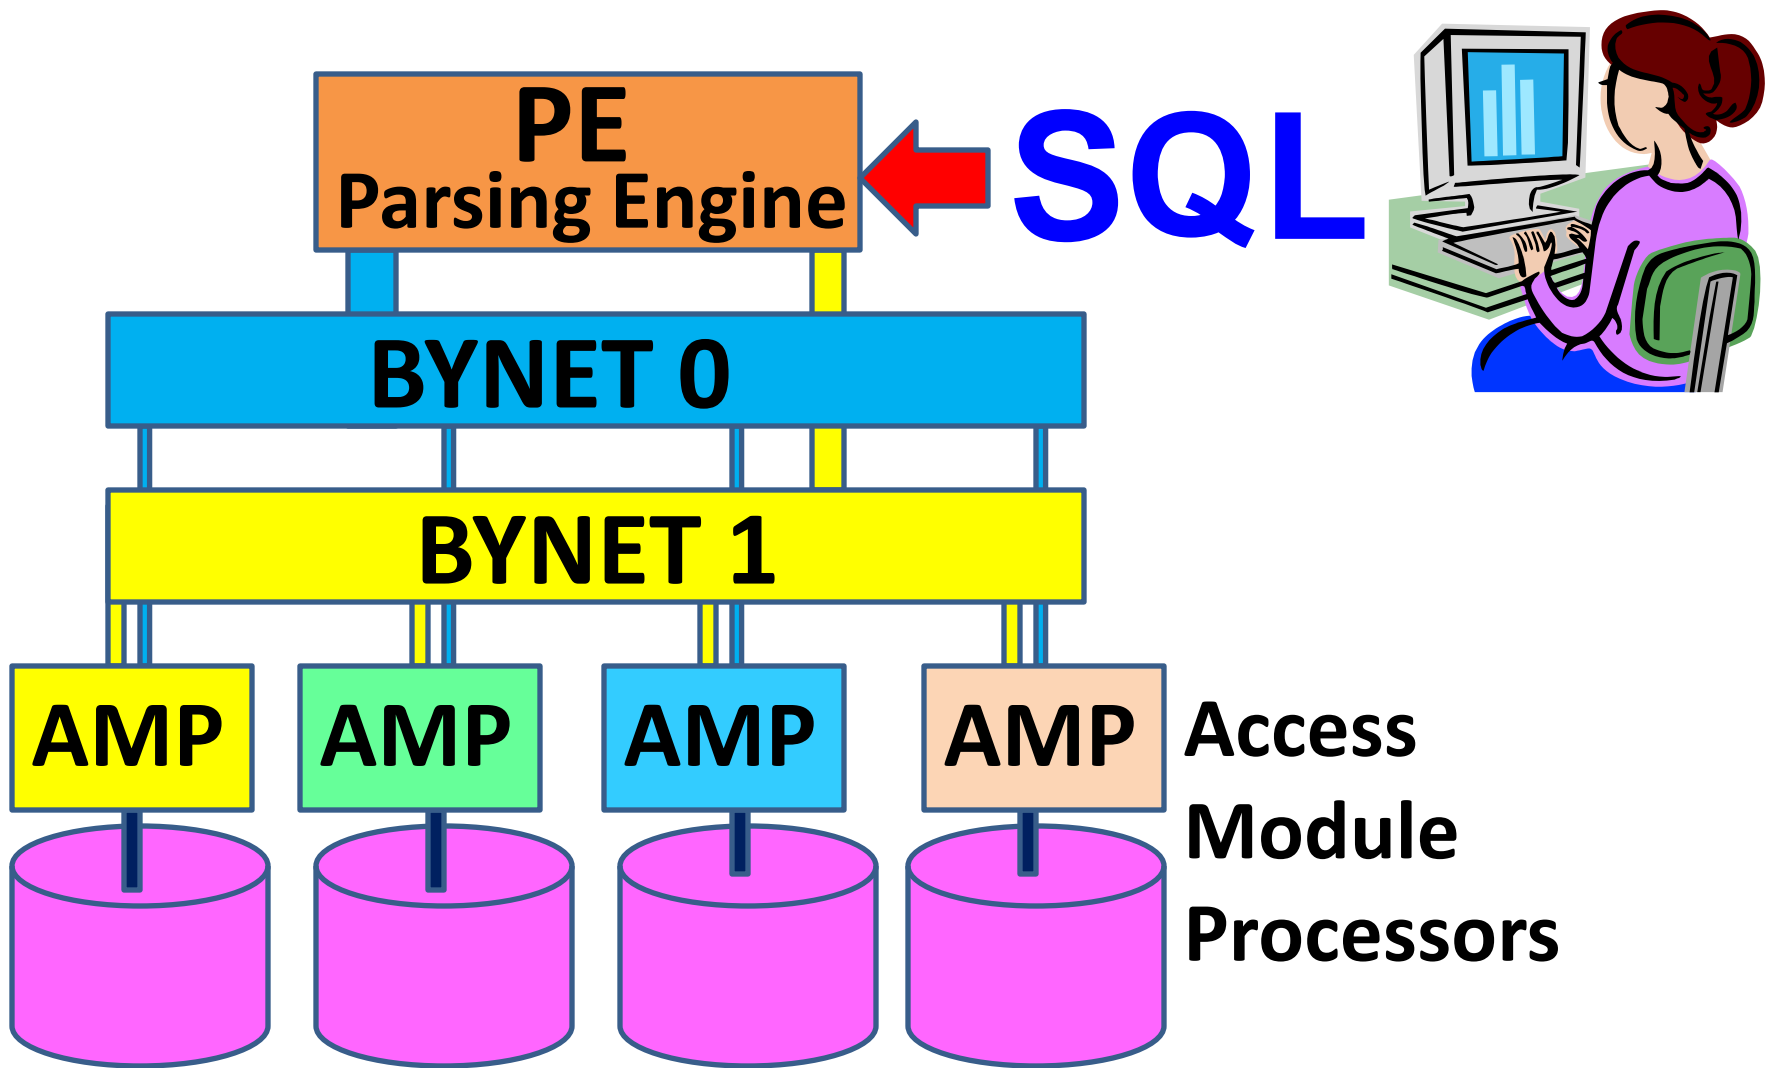 PE
Parsing Engine
SQL
BYNET 0
BYNET 1
AMP
AMP
AMP
AMP
Access
Module
Processors